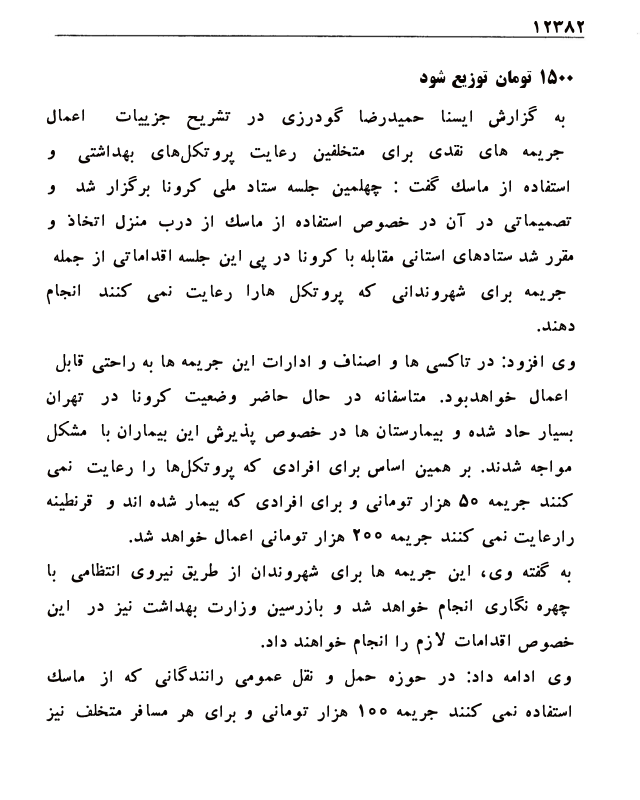 ۱۲۳۸۲
۱۵۰۰ تومان توزیع شود
به گزارش ایسنا حمیدرضا گودرزی در تشریح جزییات اعمال
جریمه های نقدی برای متخلفین رعایت پروتکل‌های بهداشتی و
استفاده از ماسك گفت : چهلمین جلسه ستاد ملی کرونا برگزار شد و
تصمیماتی در آن در خصوص استفاده از ماسك از درب منزل اتخاذ و
مقرر شد ستادهای استانی مقابله با کرونا در پی این جلسه اقداماتی از جمله
جریمه برای شهروندانی که پروتکل هارا رعایت نمی کنند انجام
دهند.
وی افزود: در تاکسی ها و اصناف و ادارات این جریمه ها به راحتی قابل
اعمال خواهدبود. متاسفانه در حال حاضر وضعیت کرونا در تهران
بسیار حاد شده و بیمارستان ها در خصوص پذیرش این بیماران با مشکل
مواجه شدند. بر همین اساس برای افرادی که پروتکل‌ها را رعایت نمی
کنند جریمه ۵۰ هزار تومانی و برای افرادی که بیمار شده اند و قرنطینه
رارعایت نمی کنند جریمه ۲۰۰ هزار تومانی اعمال خواهد شد.
به گفته وی، این جریمه ها برای شهروندان از طریق نیروی انتظامی با
چهره نگاری انجام خواهد شد و بازرسین وزارت بهداشت نیز در این
خصوص اقدامات لازم را انجام خواهند داد.
وی ادامه داد: در حوزه حمل و نقل عمومی رانندگانی که از ماسك
استفاده نمی کنند جریمه ۱۰۰ هزار تومانی و برای هر مسافر متخلف نیز